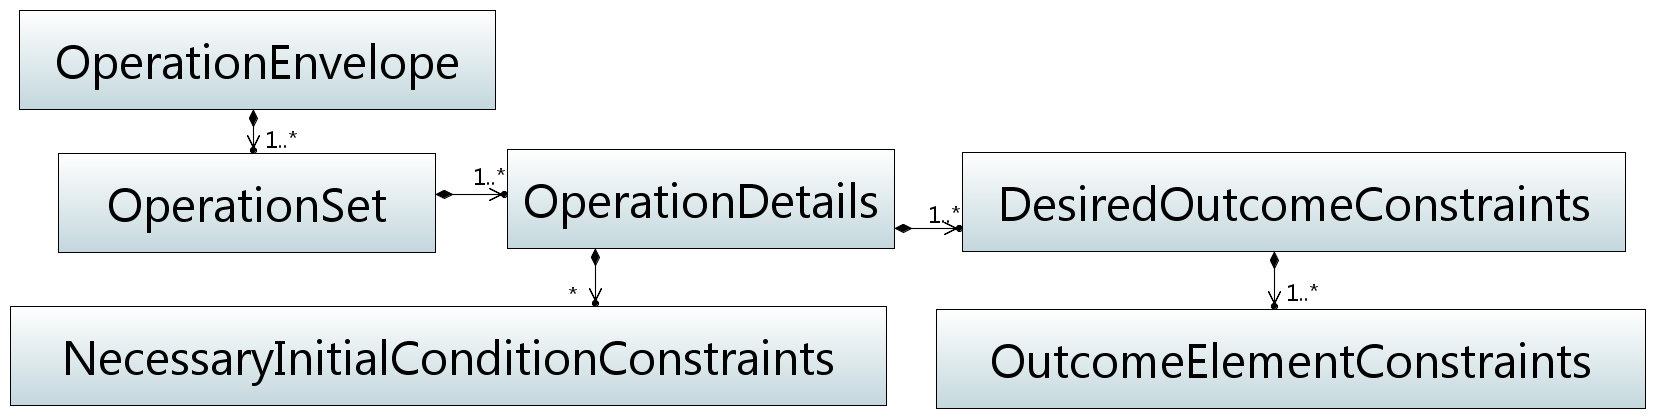 OperationEnvelope
1..*
OperationSet
1..*
OperationDetails
1..*
DesiredOutcomeConstraints
*
1..*
NecessaryInitialConditionConstraints
OutcomeElementConstraints